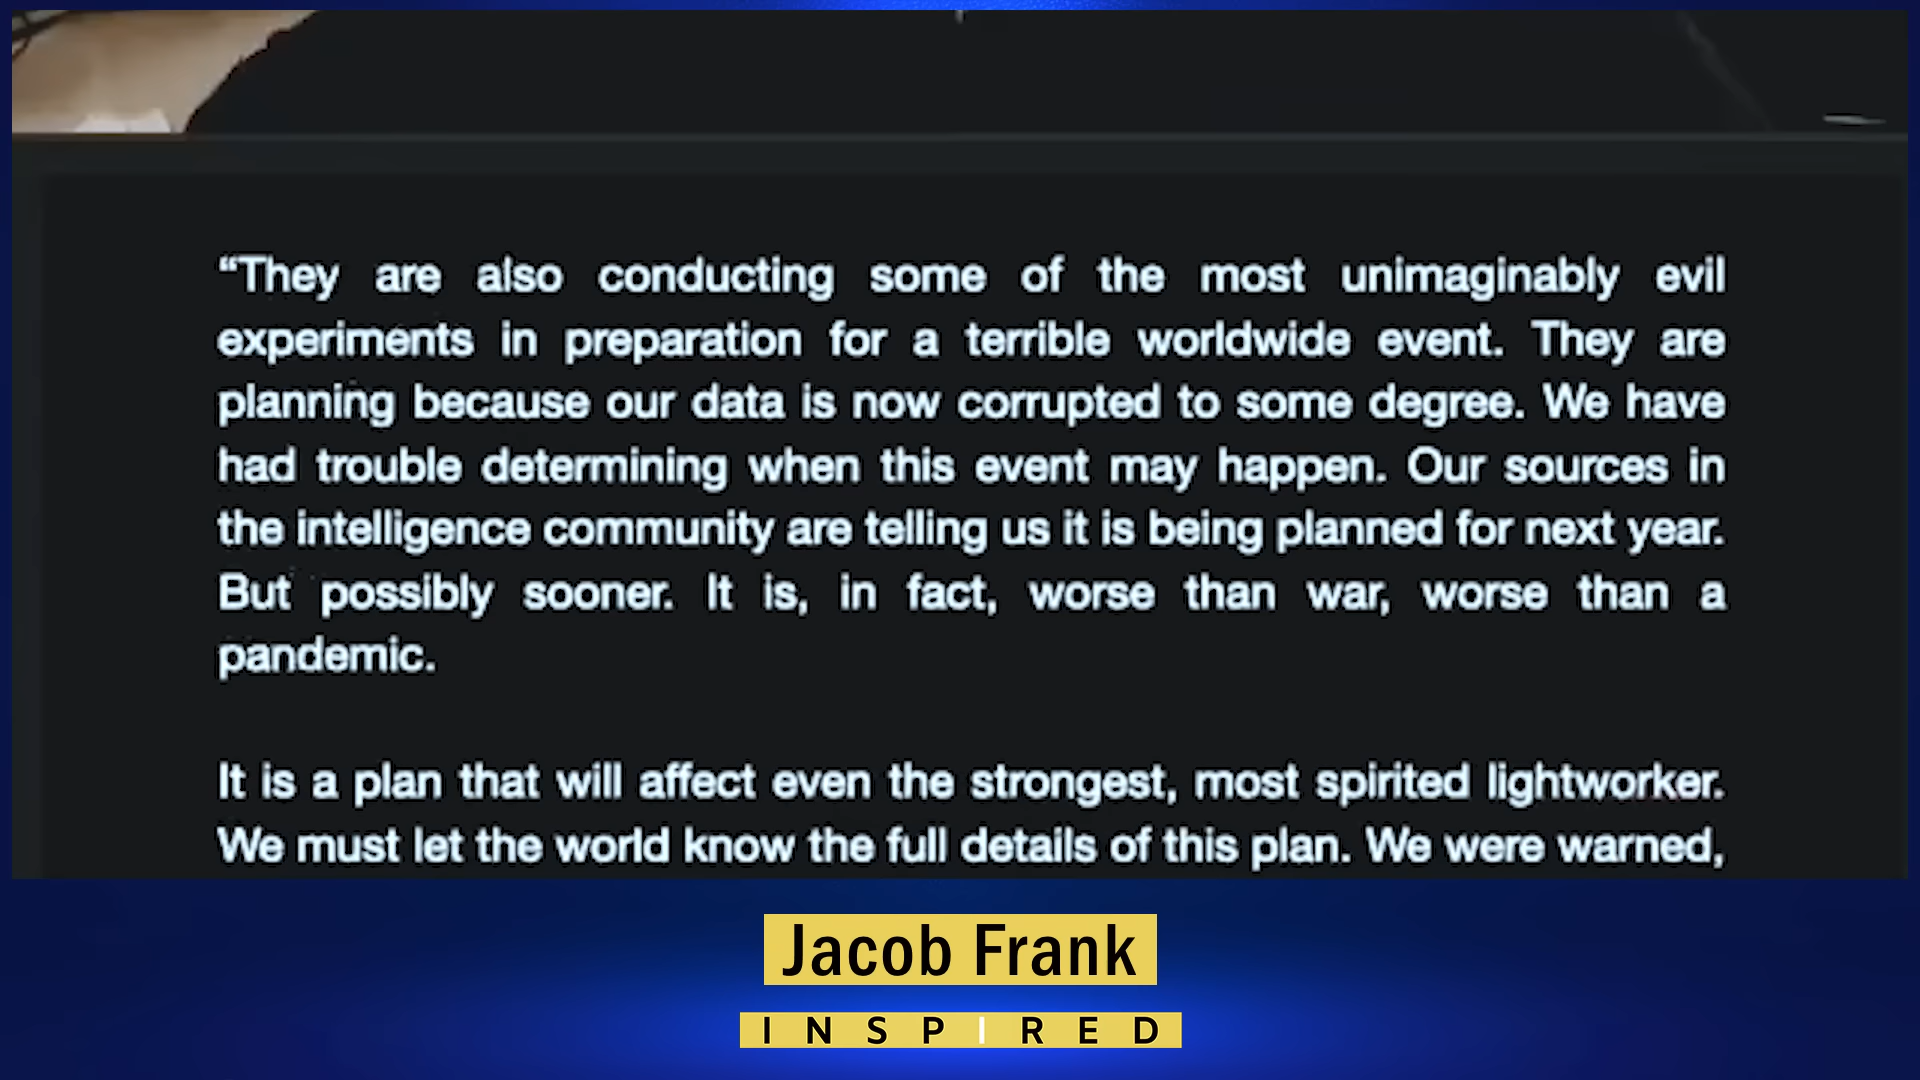 “They are also conducting some of the most unimaginably evil
experiments in preparation for a terrible worldwide event. They are
planning because our data is now corrupted to some degree. We have
had trouble determining when this event may happen. Our sources in
the intelligence community are telling us it is being planned for next year.
But possibly sooner. It is, in fact, worse than war, worse than a
pandemic.
It is a plan that will affect even the strongest, most spirited lightworker.
We must let the world know the full details of this plan. We were warned,
Jacob Frank
INSPIRED